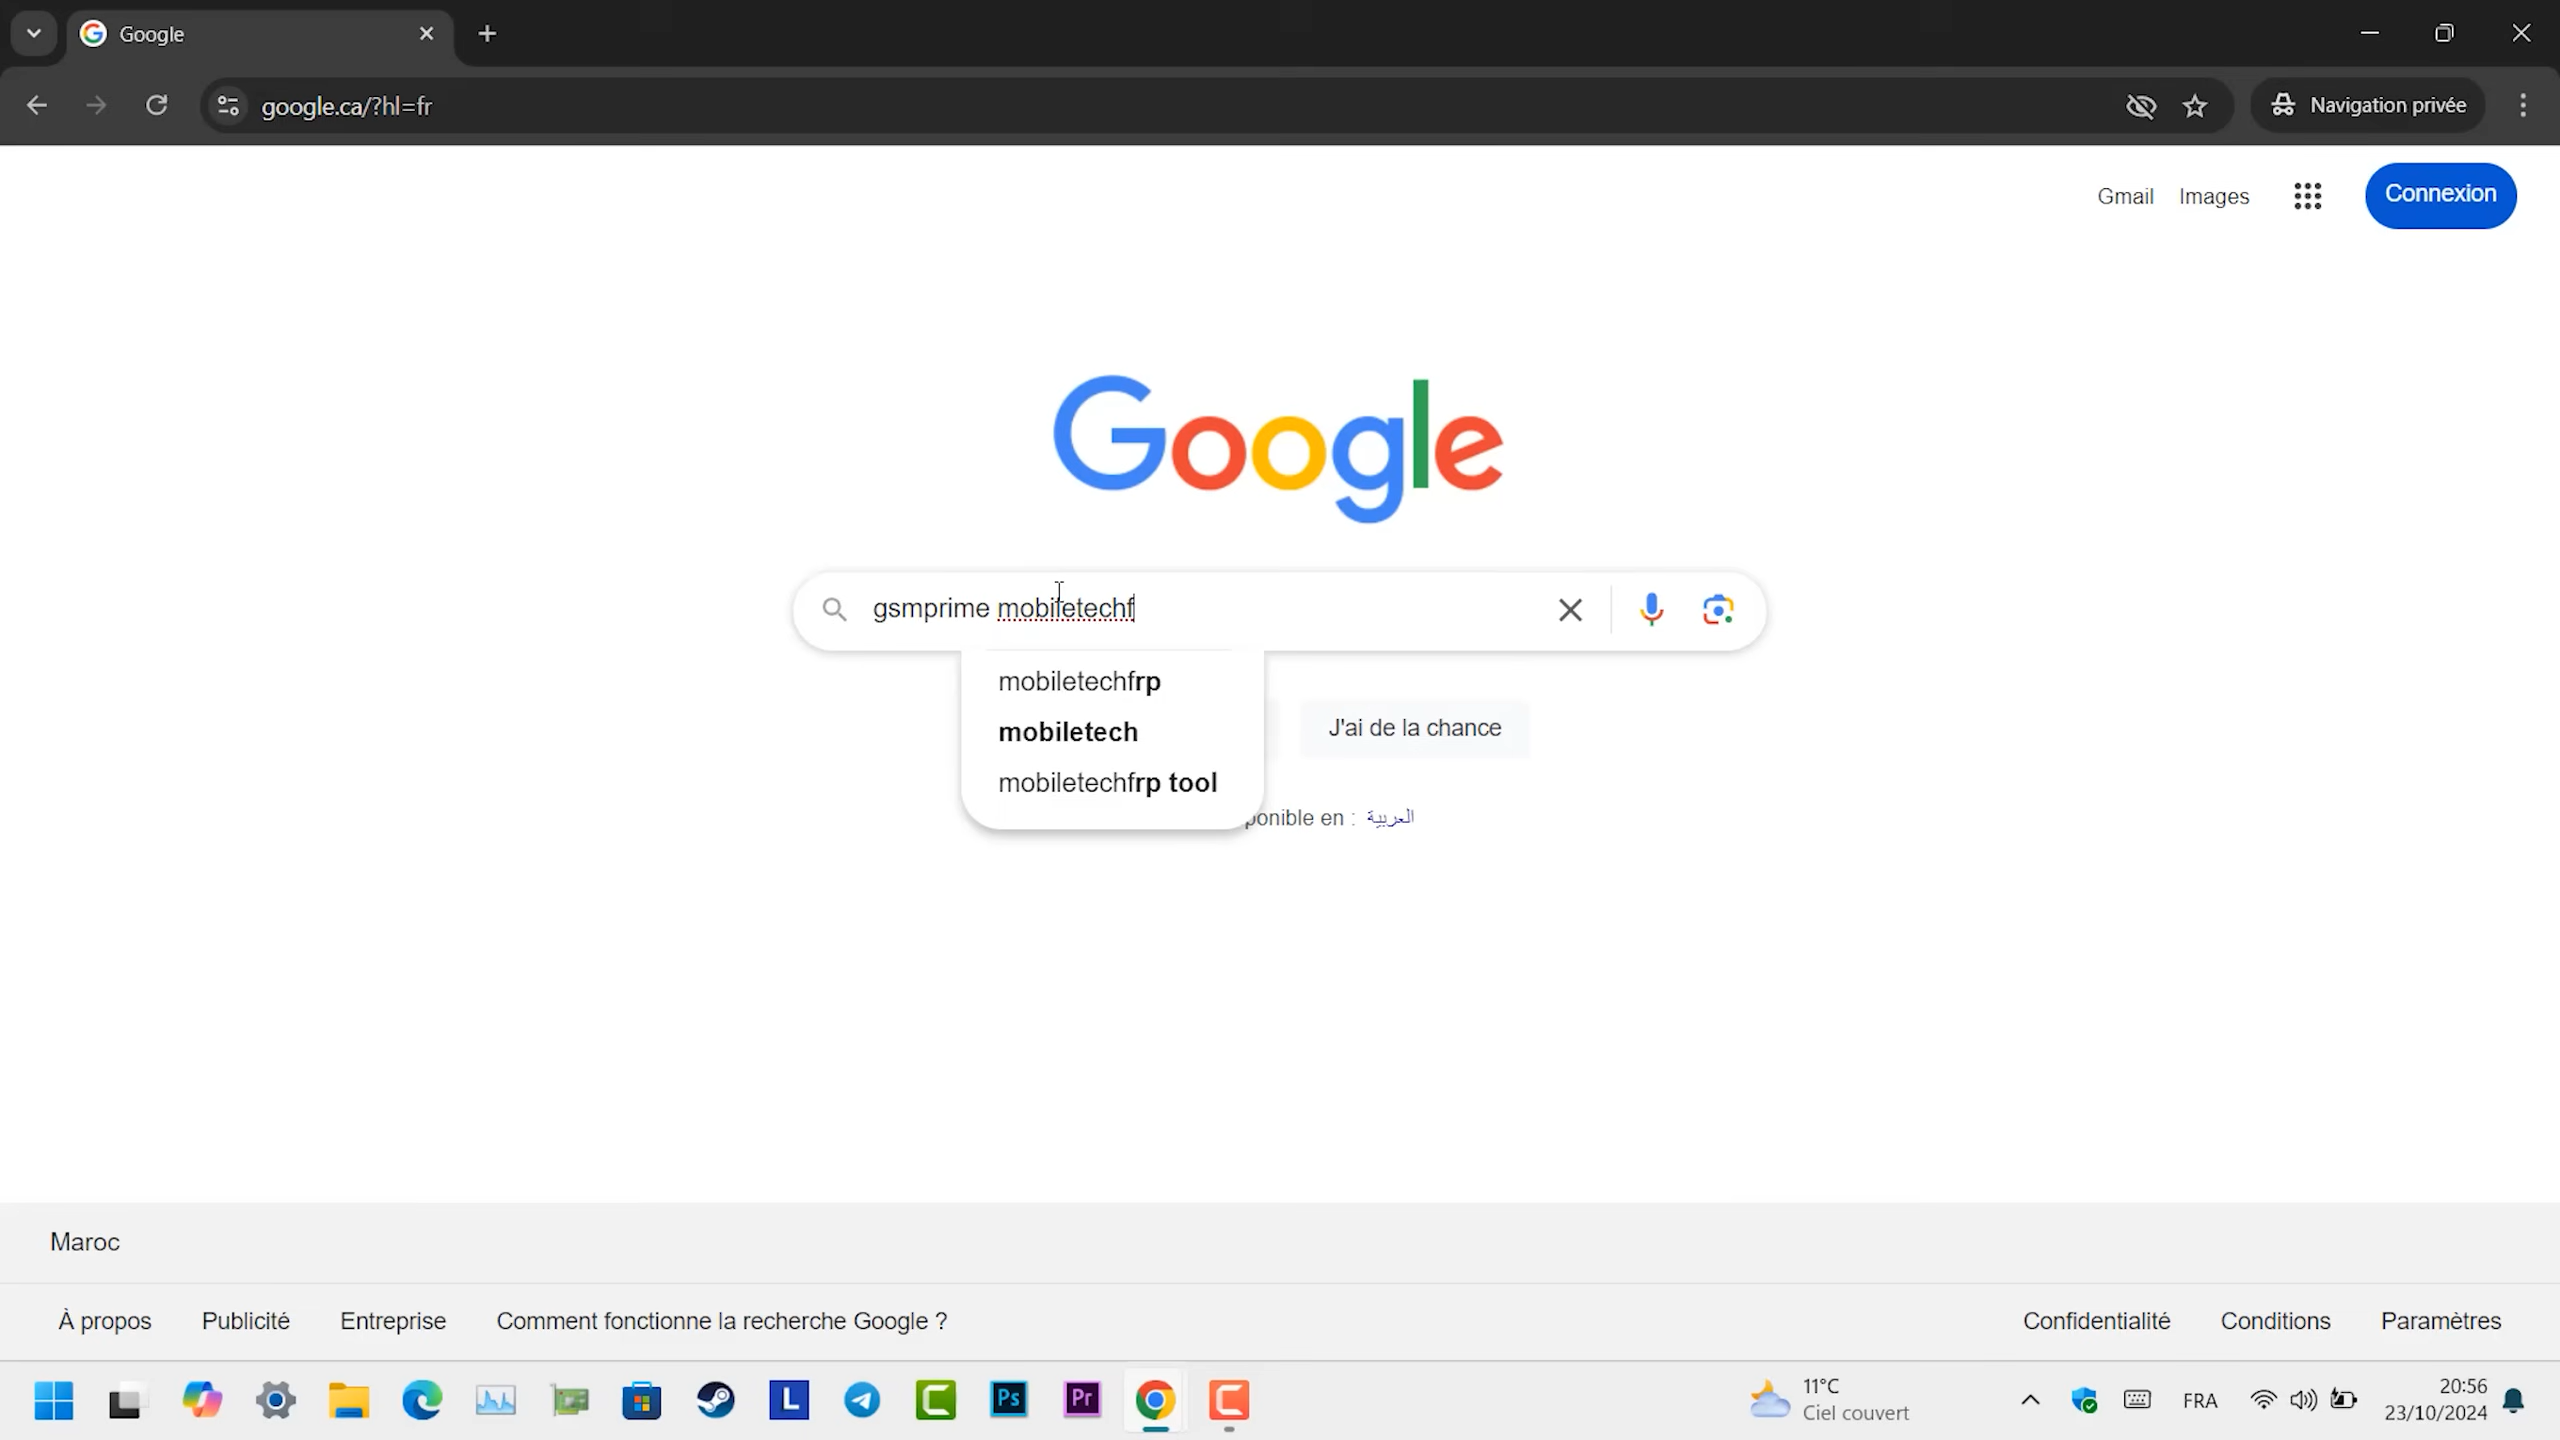 Google
google.ca/?hl=fr
Navigation privée
Gmail
Images
Connexion
Google
gsmprime mobiletechf
mobiletechfrp
mobiletech
mobiletechfrp tool
J'ai de la chance
ponible en : العربية
Maroc
À propos
Publicité
Entreprise
Comment fonctionne la recherche Google ?
Confidentialité
Conditions
Paramètres
L
Ps
Pr
11°C
Ciel couvert
FRA
20:56
23/10/2024